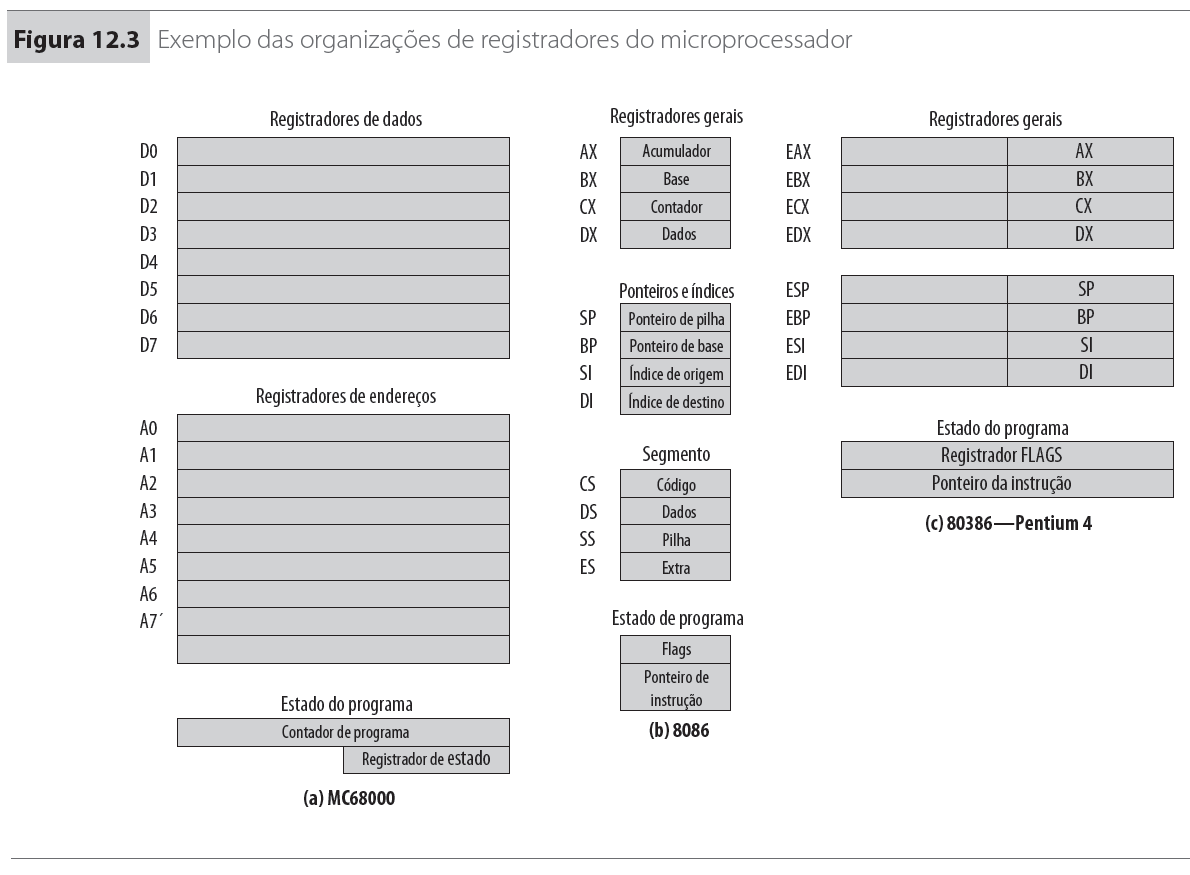 Figura 12.3 Exemplo das organizações de registradores do microprocessador
Registradores de dados
D0
D1
D2
D3
D4
D5
D6
D7
Registradores de endereços
A0
A1
A2
A3
A4
A5
A6
A7´
Estado do programa
Contador de programa
Registrador de estado
(a) MC68000
Registradores gerais
AX Acumulador
BX Base
CX Contador
DX Dados
Ponteiros e índices
SP Ponteiro de pilha
BP Ponteiro de base
SI Índice de origem
DI Índice de destino
Segmento
CS Código
DS Dados
SS Pilha
ES Extra
Estado de programa
Flags
Ponteiro de
instrução
(b) 8086
Registradores gerais
EAX AX
EBX BX
ECX CX
EDX DX
ESP SP
EBP BP
ESI SI
EDI DI
Estado do programa
Registrador FLAGS
Ponteiro da instrução
(c) 80386—Pentium 4